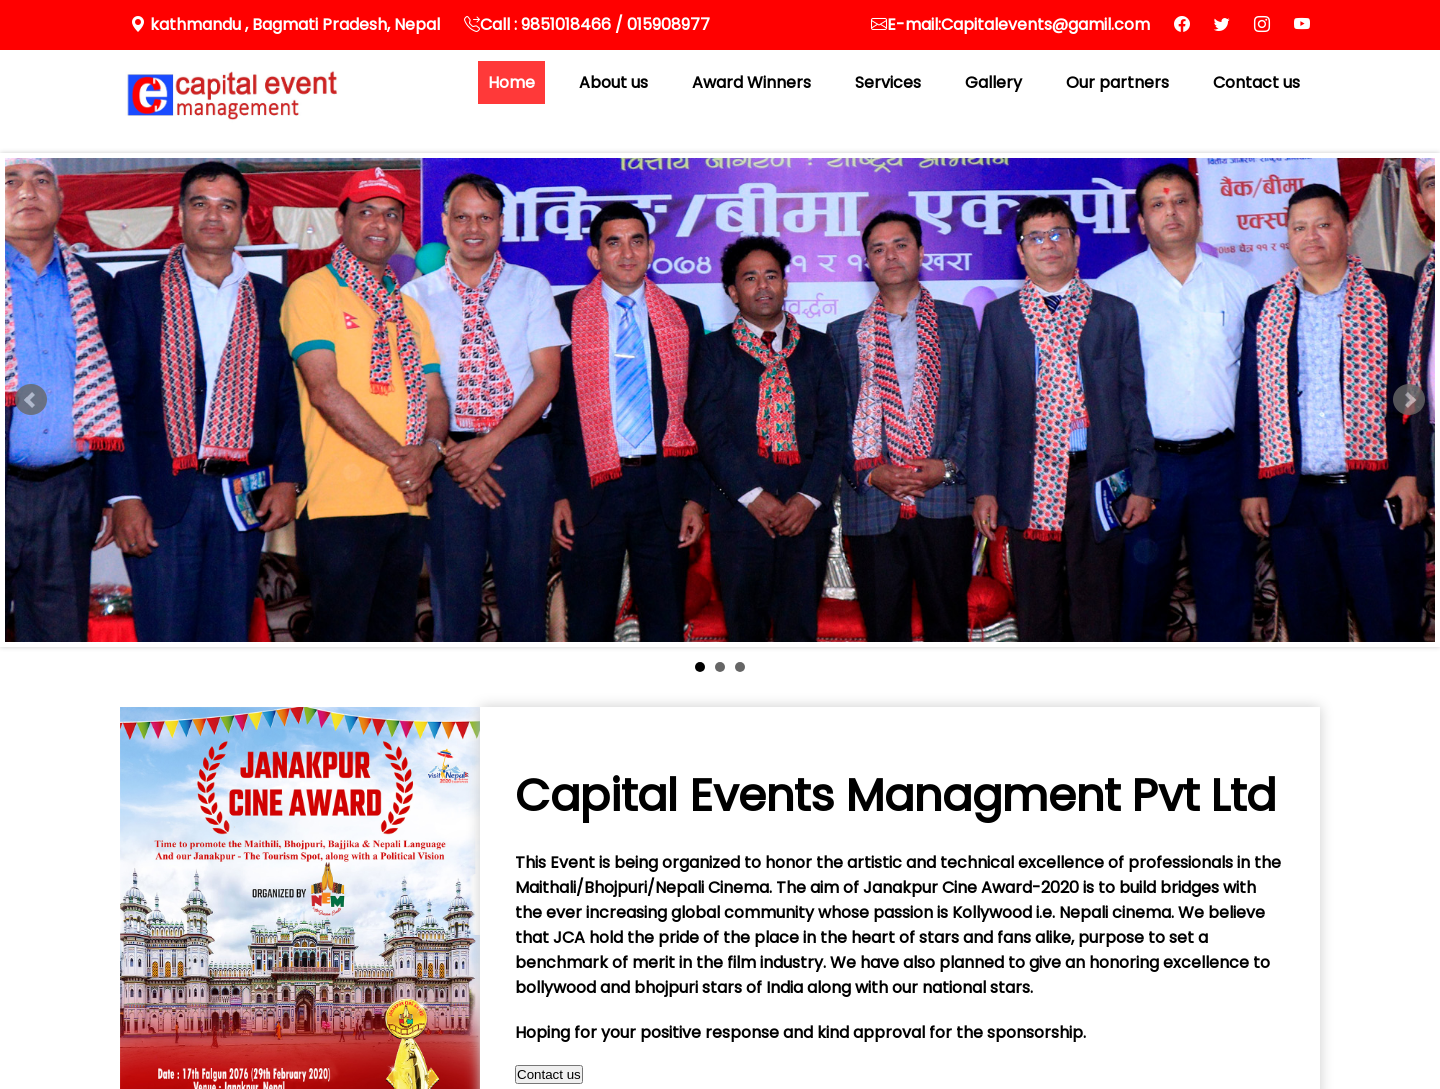 kathmandu , Bagmati Pradesh, Nepal
Call : 9851018466 / 015908977
E-mail:Capitalevents@gamil.com
e capital event
management
Home
About us
Award Winners
Services
Gallery
Our partners
Contact us
वित्तीय जागरण : राष्ट्रिय अभियान
बैंकिङ/बीमा एक्स्पो
बैंक/बीमा
एक्स्पो
JANAKPUR
CINE AWARD
visit Nepal
2020
Time to promote the Maithili, Bhojpuri, Bajjika & Nepali Language
And our Janakpur - The Tourism Spot, along with a Political Vision
ORGANIZED BY
NEM
Date : 17th Falgun 2076 (29th February 2020)
Venue : Janakpur, Nepal
Capital Events Managment Pvt Ltd
This Event is being organized to honor the artistic and technical excellence of professionals in the
Maithali/Bhojpuri/Nepali Cinema. The aim of Janakpur Cine Award-2020 is to build bridges with
the ever increasing global community whose passion is Kollywood i.e. Nepali cinema. We believe
that JCA hold the pride of the place in the heart of stars and fans alike, purpose to set a
benchmark of merit in the film industry. We have also planned to give an honoring excellence to
bollywood and bhojpuri stars of India along with our national stars.
Hoping for your positive response and kind approval for the sponsorship.
Contact us